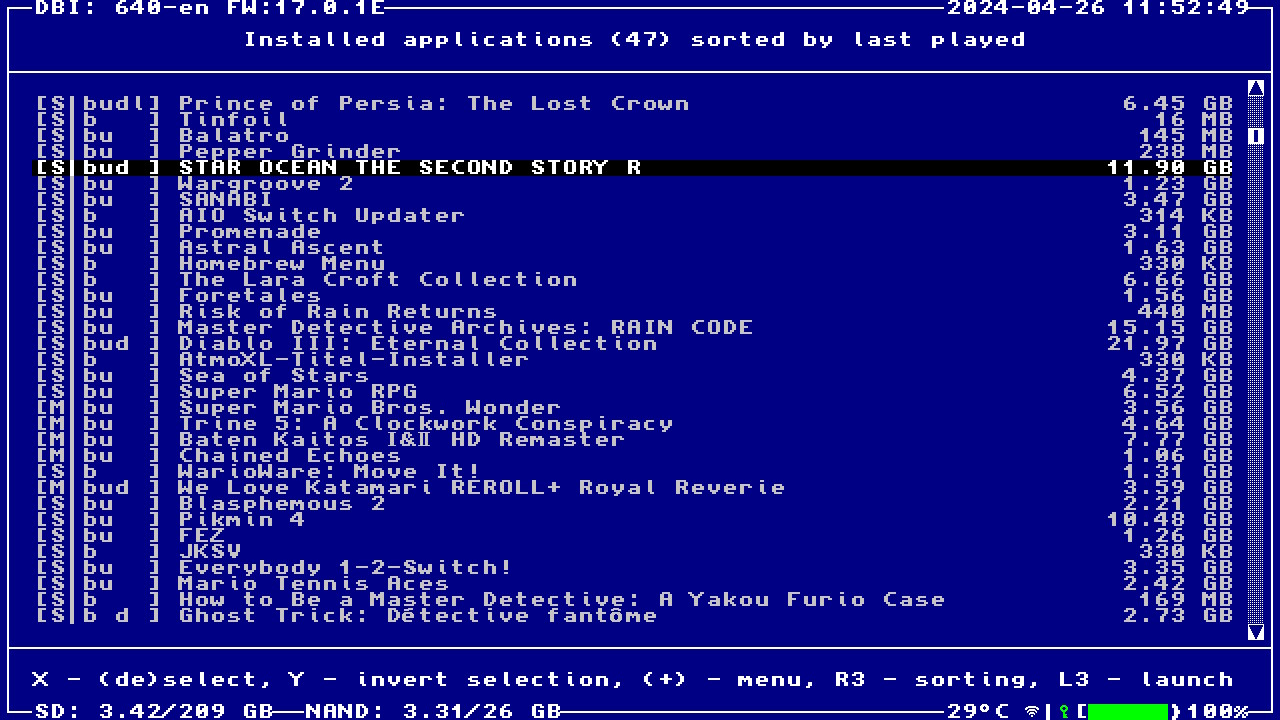 DBI: 640-en FW:17.0.1E 2024-04-26 11:52:49
Installed applications (47) sorted by last played
[S|budl] Prince of Persia: The Lost Crown 6.45 GB
[S|b   ] Tinfoil 16 MB
[S|bu  ] Balatro 145 MB
[S|bu  ] Pepper Grinder 238 MB
[S|bud ] STAR OCEAN THE SECOND STORY R 11.90 GB
[S|bu  ] Wargroove 2 1.23 GB
[S|bu  ] SANABI 3.47 GB
[S|b   ] AIO Switch Updater 314 KB
[S|bu  ] Promenade 3.11 GB
[S|bu  ] Astral Ascent 1.63 GB
[S|b   ] Homebrew Menu 330 KB
[S|b   ] The Lara Croft Collection 6.66 GB
[S|bu  ] Foretales 1.56 GB
[S|bu  ] Risk of Rain Returns 440 MB
[S|bu  ] Master Detective Archives: RAIN CODE 15.15 GB
[S|bud ] Diablo III: Eternal Collection 21.97 GB
[S|b   ] AtmoXL-Titel-Installer 330 KB
[S|bu  ] Sea of Stars 4.37 GB
[S|bu  ] Super Mario RPG 6.52 GB
[M|bu  ] Super Mario Bros. Wonder 3.56 GB
[M|bu  ] Trine 5: A Clockwork Conspiracy 4.64 GB
[M|bu  ] Baten Kaitos I&Ⅱ HD Remaster 7.77 GB
[M|bu  ] Chained Echoes 1.06 GB
[S|b   ] WarioWare: Move It! 1.31 GB
[M|bud ] We Love Katamari REROLL+ Royal Reverie 3.59 GB
[S|bu  ] Blasphemous 2 2.21 GB
[S|bu  ] Pikmin 4 10.48 GB
[S|bu  ] FEZ 1.26 GB
[S|b   ] JKSV 330 KB
[S|bu  ] Everybody 1-2-Switch! 3.35 GB
[S|bu  ] Mario Tennis Aces 2.42 GB
[S|b   ] How to Be a Master Detective: A Yakou Furio Case 169 MB
[S|b d ] Ghost Trick: Détective fantôme 2.73 GB
X - (de)select, Y - invert selection, (+) - menu, R3 - sorting, L3 - launch
SD: 3.42/209 GB NAND: 3.31/26 GB 29°C 100%